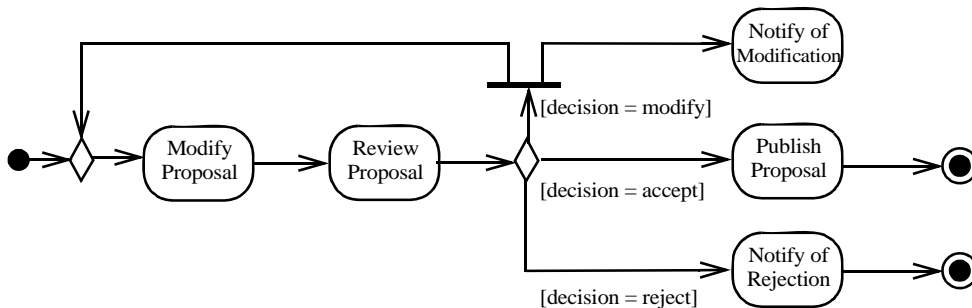 Notify of
Modification
[decision = modify]
Modify
Proposal
Review
Proposal
Publish
Proposal
[decision = accept]
Notify of
Rejection
[decision = reject]